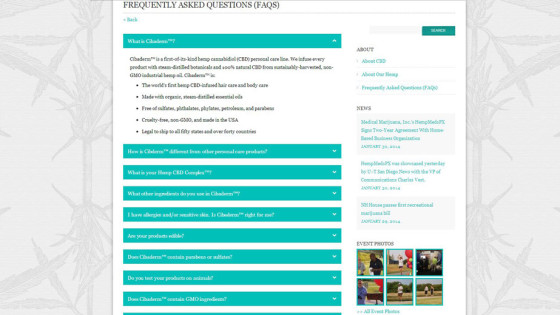 FREQUENTLY ASKED QUESTIONS (FAQS)
< Back
SEARCH
What is Cibaderm™?
Cibaderm™ is a first-of-its-kind hemp cannabidiol (CBD) personal care line. We infuse every
product with steam-distilled botanicals and 100% natural CBD from sustainably-harvested, non-
GMO industrial hemp oil. Cibaderm™ is:
The world's first hemp CBD-infused hair care and body care
Made with organic, steam-distilled essential oils
Free of sulfates, phthalates, phylates, petroleum, and parabens
Cruelty-free, non-GMO, and made in the USA
Legal to ship to all fifty states and over forty countries
How is Cibaderm™ different from other personal care products?
What is your Hemp CBD Complex™?
What other ingredients do you use in Cibaderm™?
I have allergies and/or sensitive skin. Is Cibaderm™ right for me?
Are your products edible?
Does Cibaderm™ contain parabens or sulfates?
Do you test your products on animals?
Does Cibaderm™ contain GMO ingredients?
ABOUT
About CBD
About Our Hemp
Frequently Asked Questions (FAQs)
NEWS
Medical Marijuana, Inc.'s HempMedsPX
Signs Two Year Agreement With Hemp
Based Business Organization
JANUARY 30, 2014
HempMedsPX was showcased yesterday
by U-T San Diego News with the VP of
Communications Charles Vest.
JANUARY 30, 2014
NH House passes first recreational
marijuana bill
JANUARY 29, 2014
EVENT PHOTOS
>> All Event Photos